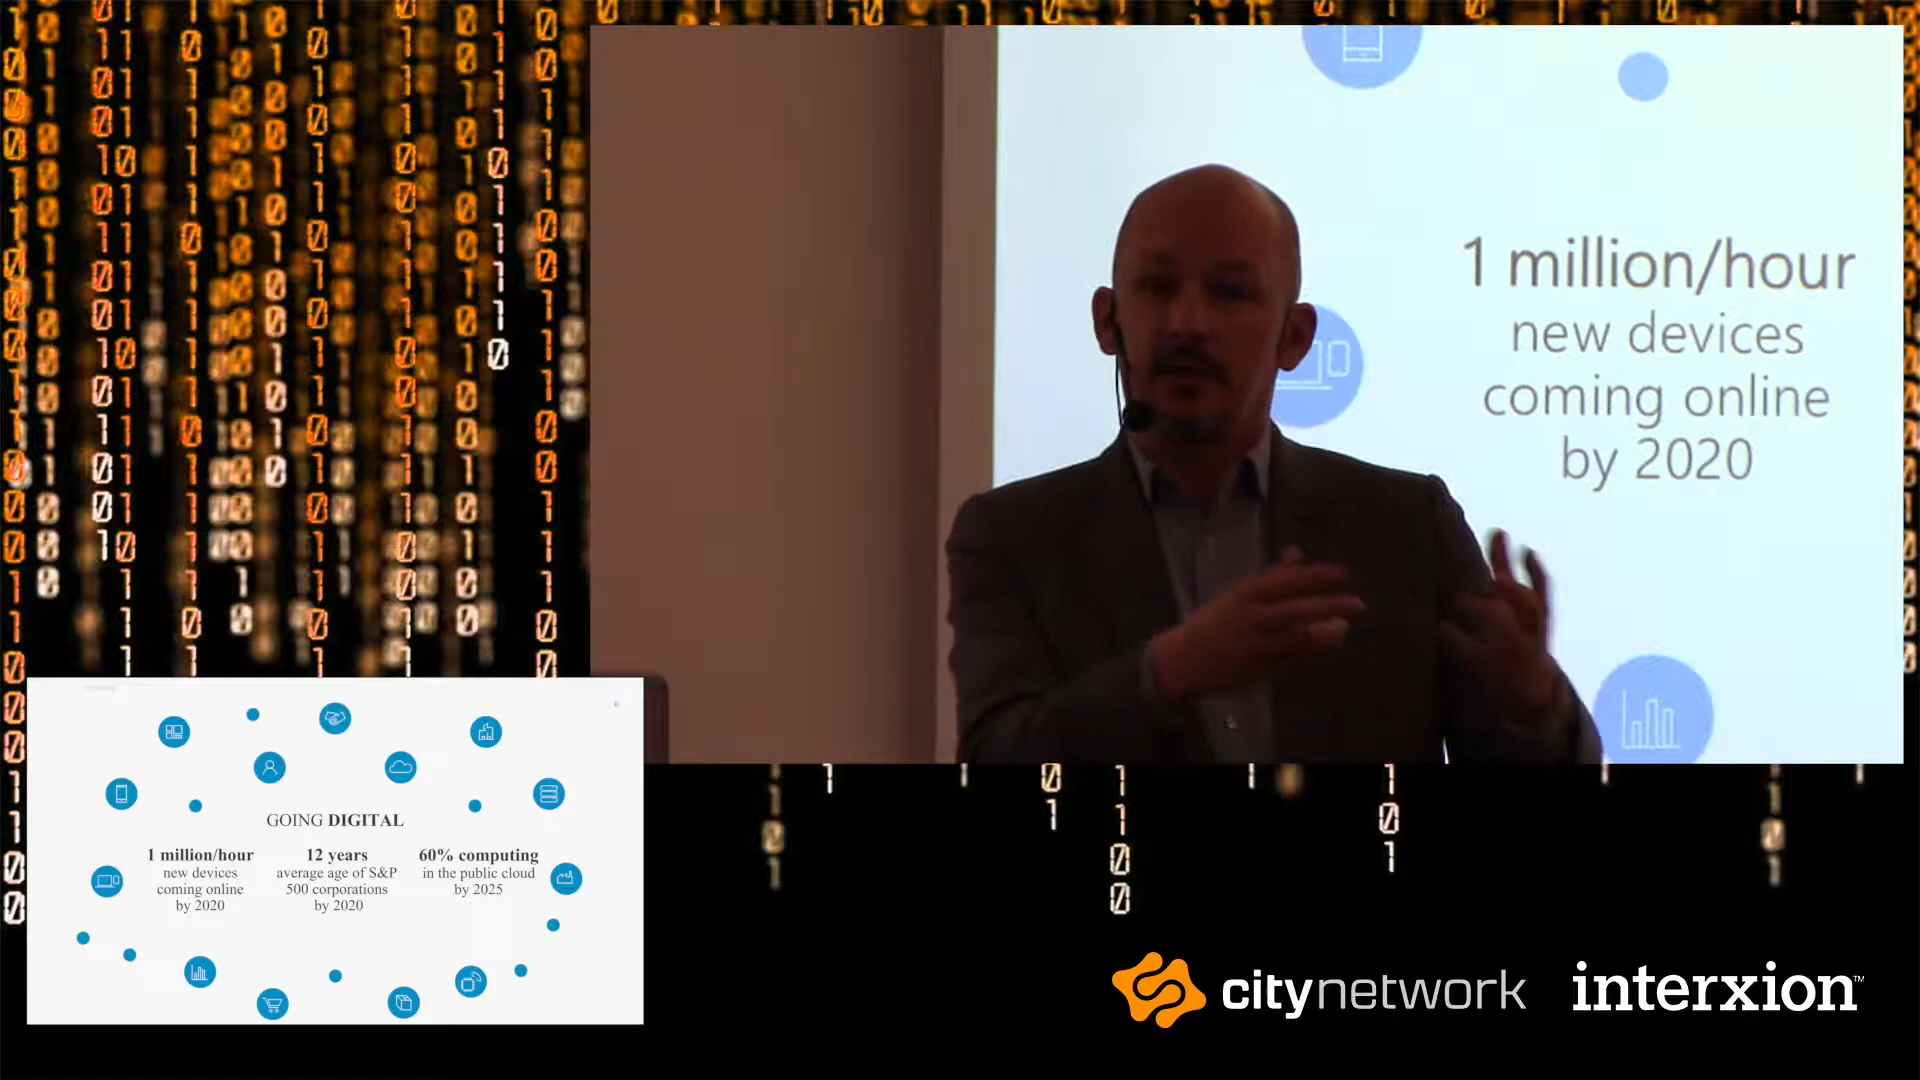 1 million/hour
new devices
coming online
by 2020
GOING DIGITAL
1 million/hour
new devices
coming online
by 2020
12 years
average age of S&P
500 corporations
by 2020
60% computing
in the public cloud
by 2025
citynetwork
interxion™